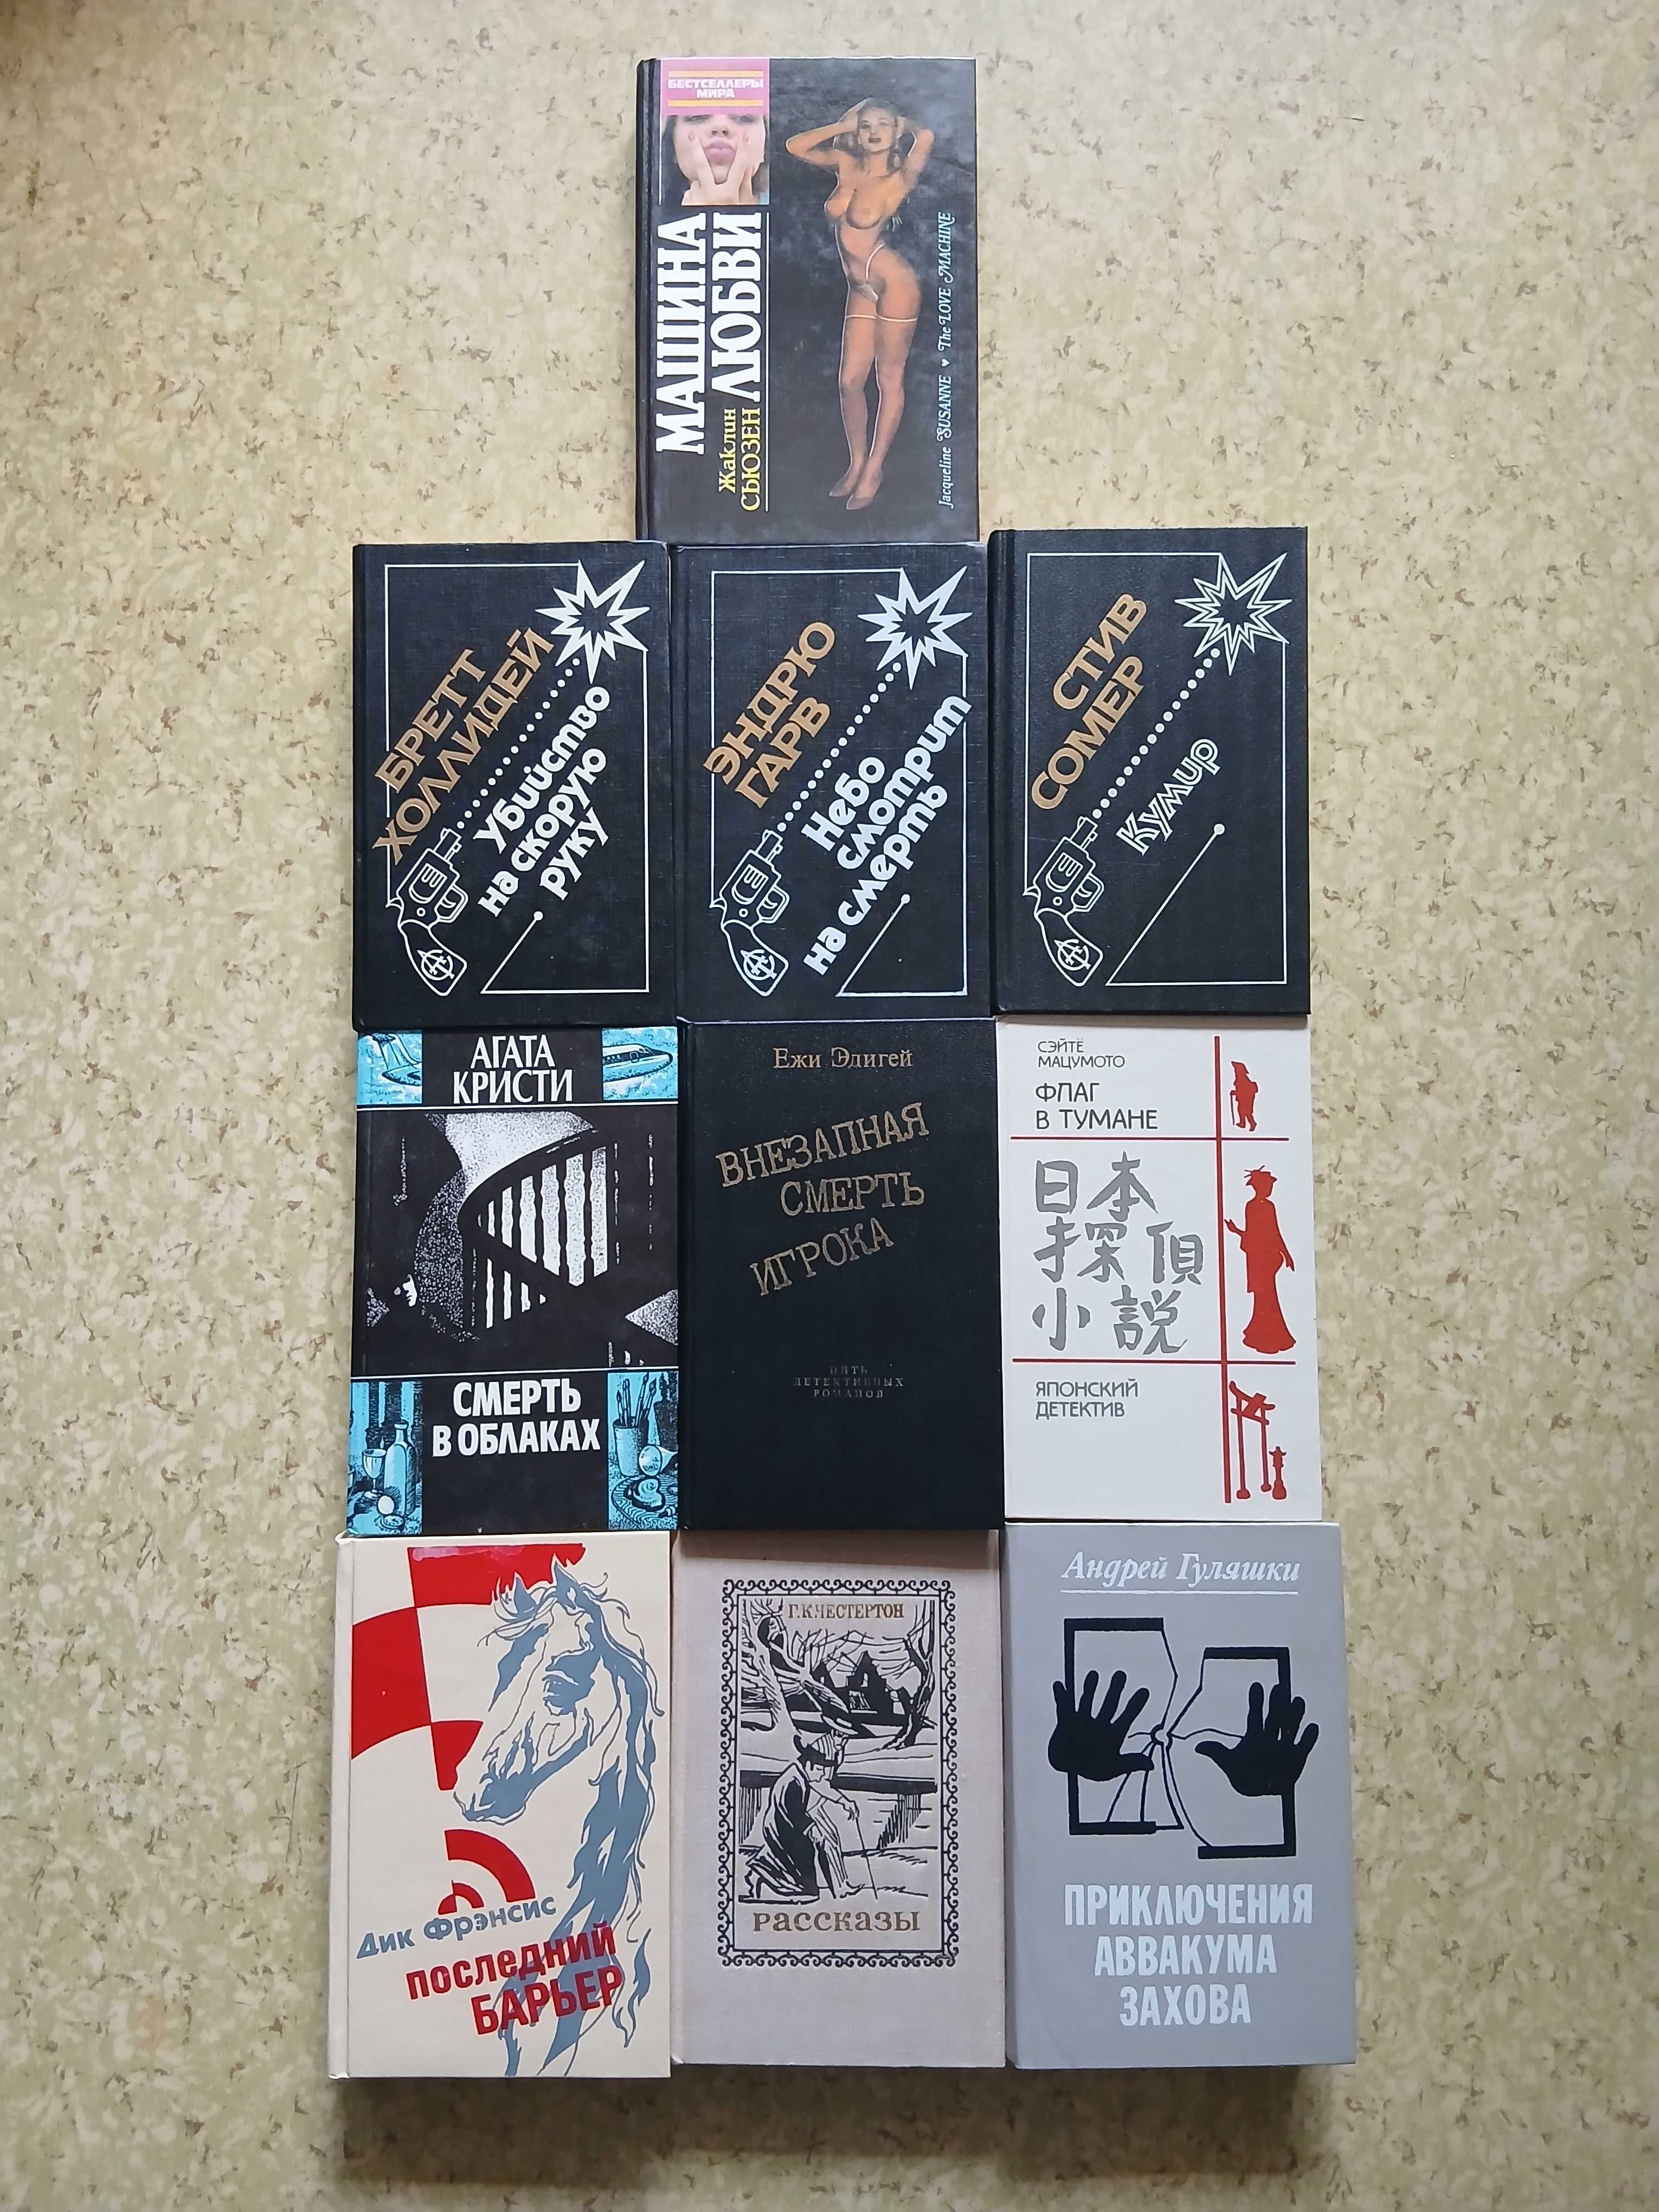 БЕСТСЕЛЛЕРЫ
МИРА
МАШИНА
ЛЮБВИ
Жаклин
СЬЮЗЕН
Jacqueline SUSANNE ♥ The LOVE MACHINE
БРЕТТ
ХОЛЛИДЕЙ
Убийство
на скорую
руку
ЭНДРЮ
ГАРВ
Небо
смотрит
на смерть
СТИВ
СОМЕР
Кумир
АГАТА
КРИСТИ
СМЕРТЬ
В ОБЛАКАХ
Ежи Эдигей
ВНЕЗАПНАЯ
СМЕРТЬ
ИГРОКА
ПЯТЬ
ДЕТЕКТИВНЫХ
РОМАНОВ
СЭЙТЁ
МАЦУМОТО
ФЛАГ
В ТУМАНЕ
日本
探偵
小説
ЯПОНСКИЙ
ДЕТЕКТИВ
Дик Фрэнсис
последний
БАРЬЕР
Г.К.ЧЕСТЕРТОН
РАССКАЗЫ
Андрей Гуляшки
ПРИКЛЮЧЕНИЯ
АВВАКУМА
ЗАХОВА